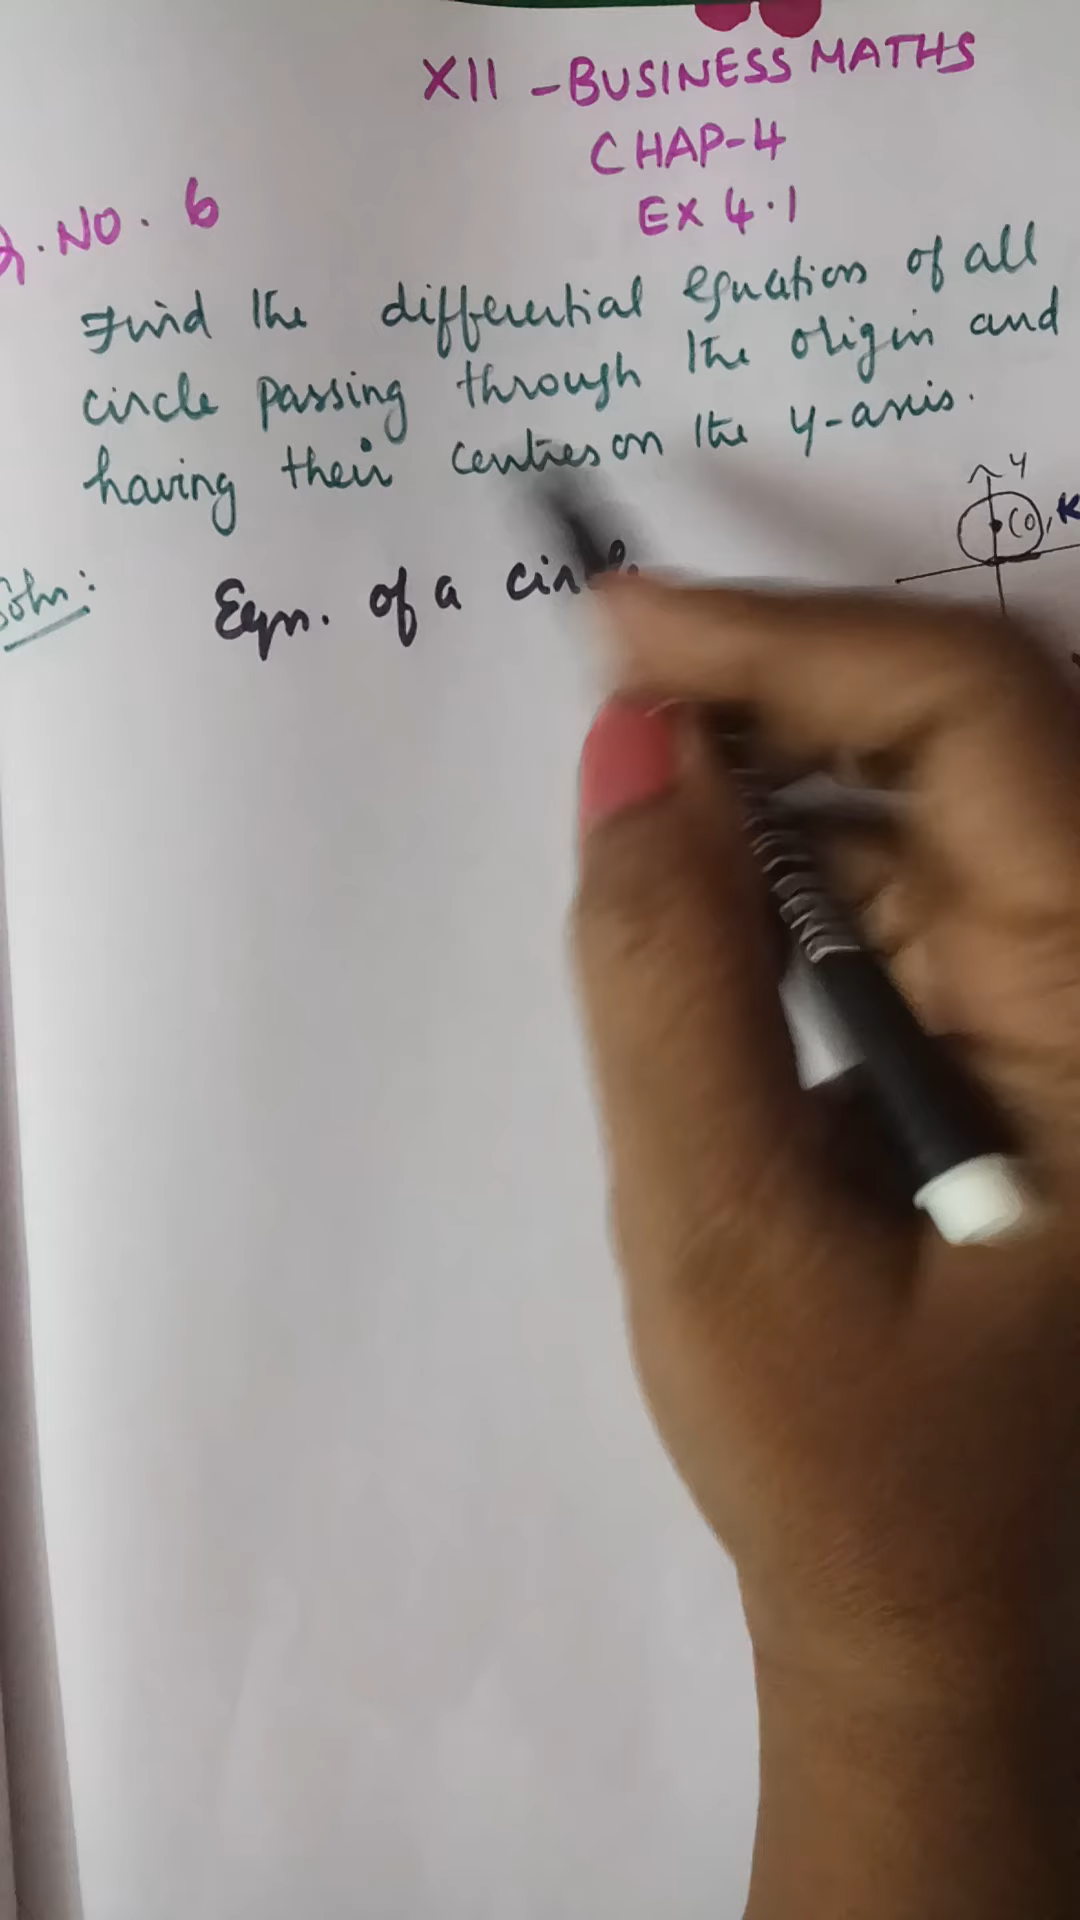 XII - BUSINESS MATHS
CHAP-4
EX 4.1
Q.NO. 6
Find the differential equation of all
circle passing through the origin and
having their centres on the y-axis.
Y
(0, K
Soln:
Eqn. of a circle